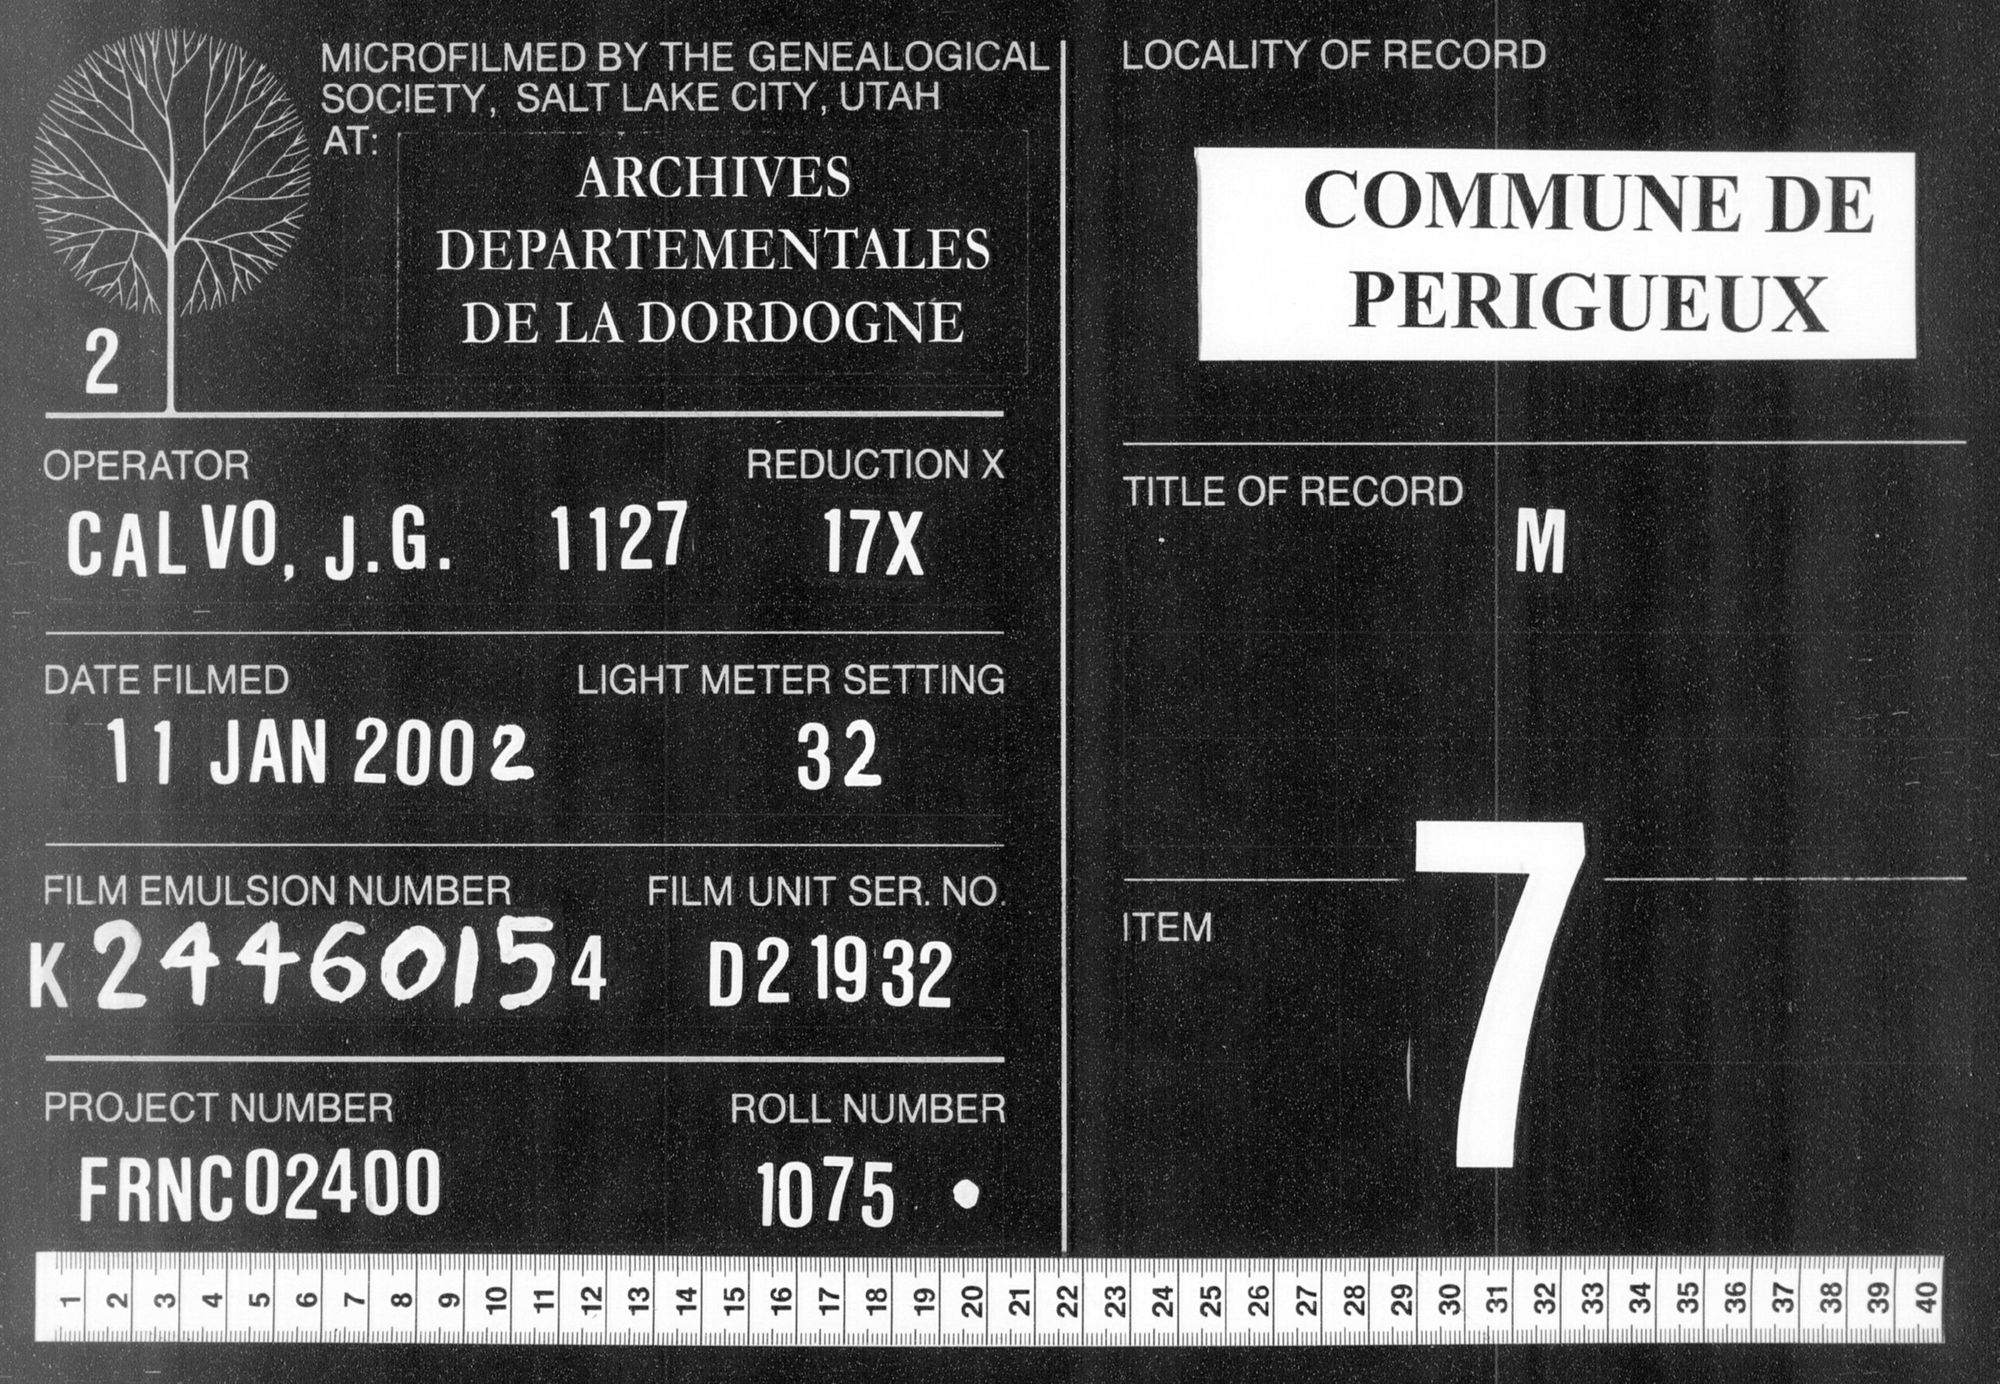 MICROFILMED BY THE GENEALOGICAL
SOCIETY, SALT LAKE CITY, UTAH
AT:
ARCHIVES
DEPARTEMENTALES
DE LA DORDOGNE
2
OPERATOR REDUCTION X
CALVO, J.G. 1127 17X
DATE FILMED LIGHT METER SETTING
11 JAN 2002 32
FILM EMULSION NUMBER FILM UNIT SER. NO.
K 24460154 D21932
PROJECT NUMBER ROLL NUMBER
FRNC02400 1075 •
LOCALITY OF RECORD
COMMUNE DE
PERIGUEUX
TITLE OF RECORD
M
ITEM
7
1 2 3 4 5 6 7 8 9 10 11 12 13 14 15 16 17 18 19 20 21 22 23 24 25 26 27 28 29 30 31 32 33 34 35 36 37 38 39 40